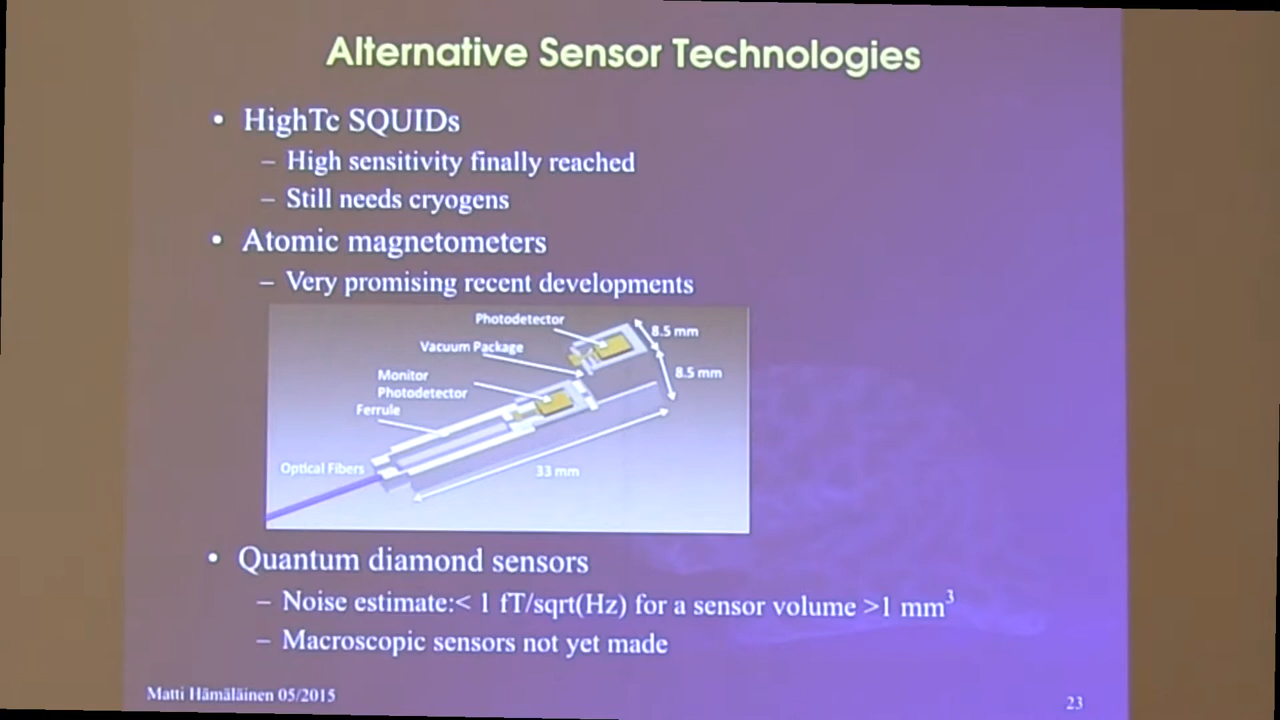 Alternative Sensor Technologies
• HighTc SQUIDs
– High sensitivity finally reached
– Still needs cryogens
• Atomic magnetometers
– Very promising recent developments
Photodetector
8.5 mm
Vacuum Package
8.5 mm
Monitor
Photodetector
Ferrule
Optical Fibers
33 mm
• Quantum diamond sensors
– Noise estimate:< 1 fT/sqrt(Hz) for a sensor volume >1 mm³
– Macroscopic sensors not yet made
Matti Hämäläinen 05/2015
23